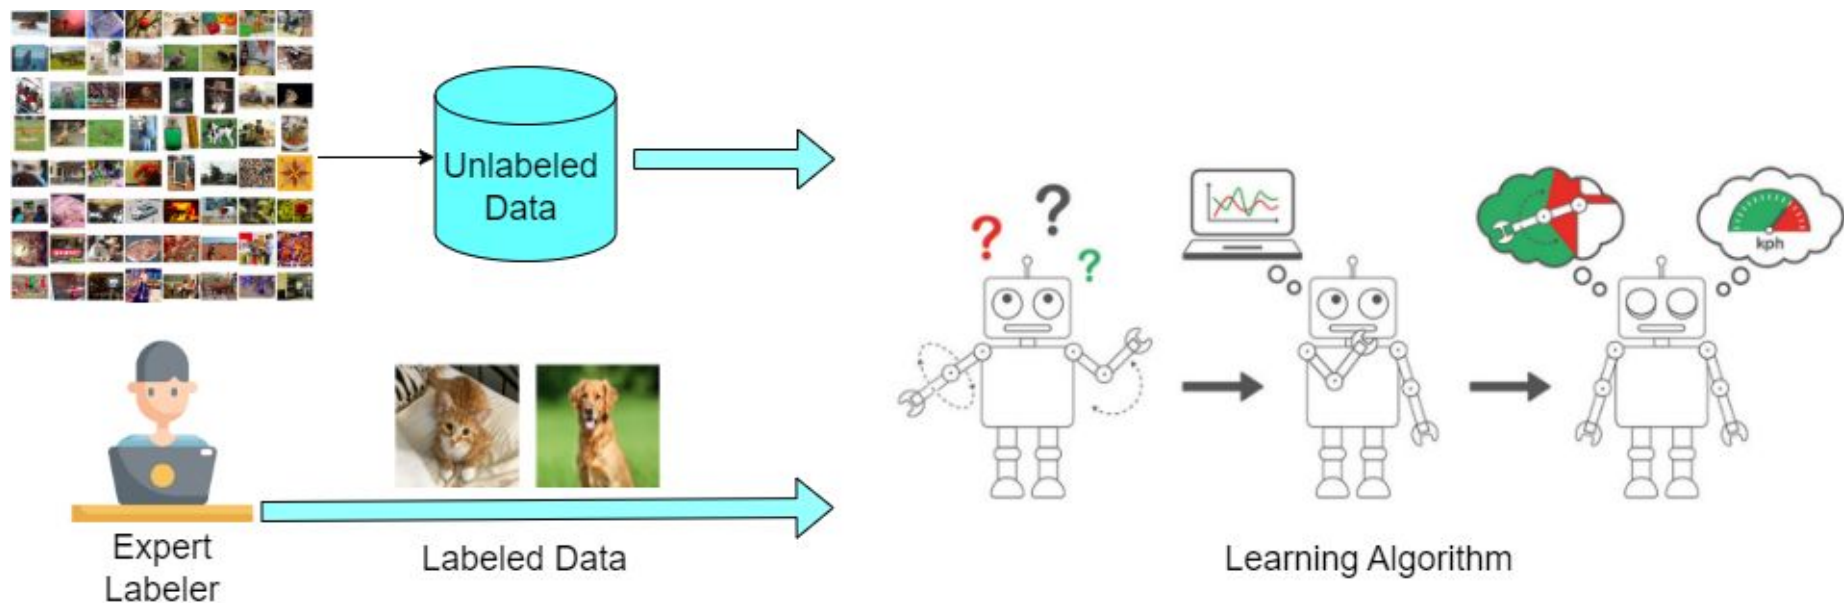 Unlabeled
Data
kph
Expert
Labeler
Labeled Data
Learning Algorithm
? ? ?